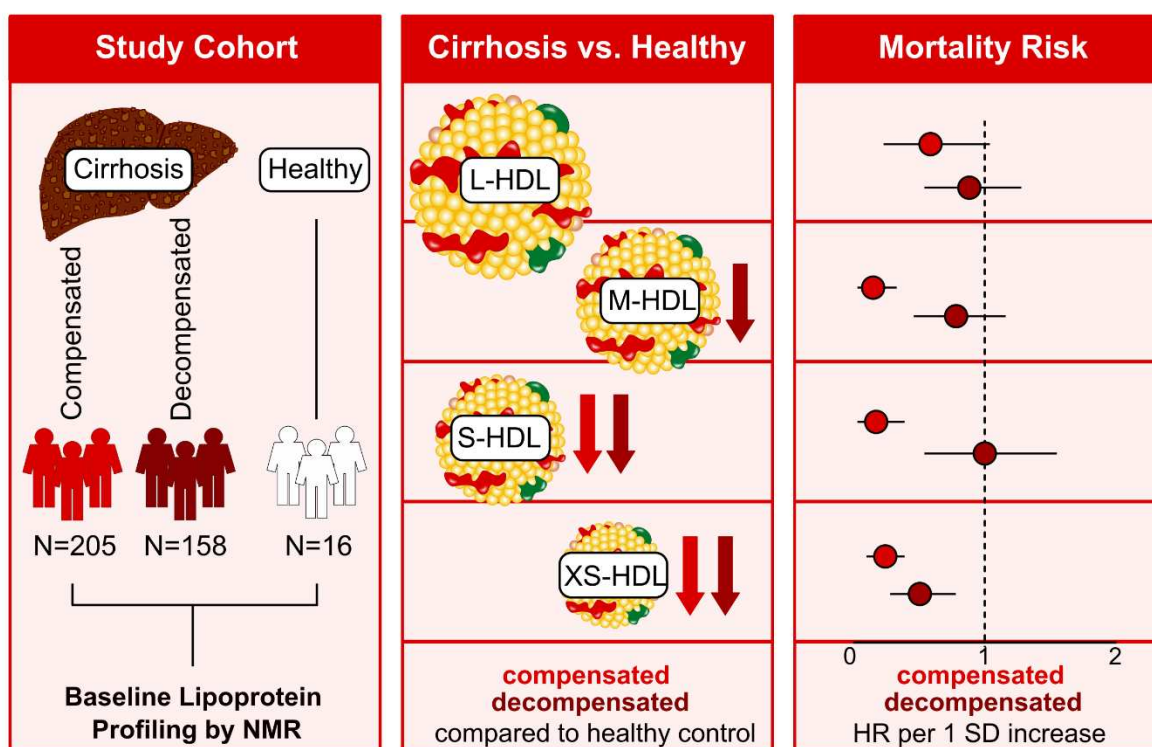 Study Cohort
Cirrhosis
Healthy
Compensated
Decompensated
N=205
N=158
N=16
Baseline Lipoprotein
Profiling by NMR
Cirrhosis vs. Healthy
L-HDL
M-HDL
S-HDL
XS-HDL
compensated
decompensated
compared to healthy control
Mortality Risk
0
1
2
compensated
decompensated
HR per 1 SD increase